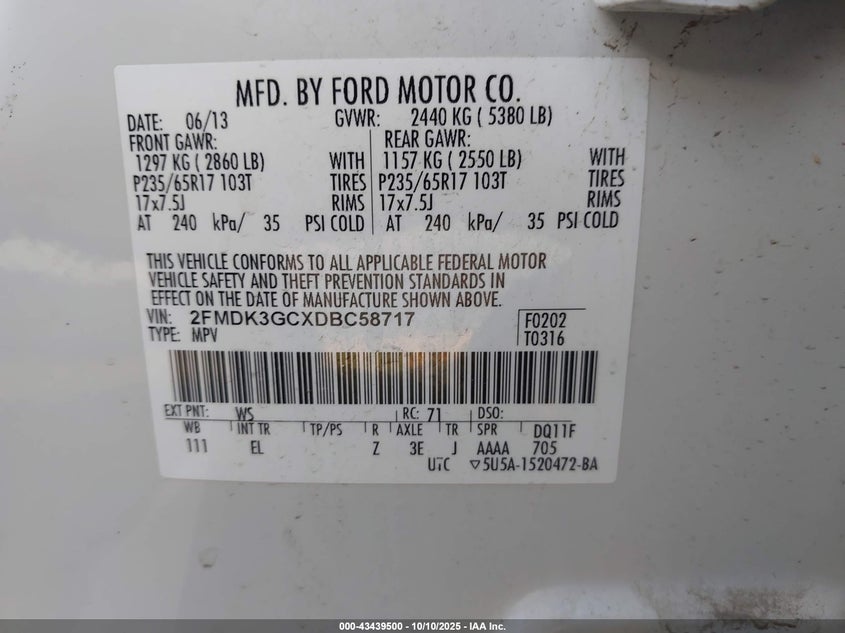 MFD. BY FORD MOTOR CO.
DATE: 06/13 GVWR: 2440 KG ( 5380 LB)
FRONT GAWR: REAR GAWR:
1297 KG ( 2860 LB) WITH 1157 KG ( 2550 LB) WITH
P235/65R17 103T TIRES P235/65R17 103T TIRES
17x7.5J RIMS 17x7.5J RIMS
AT 240 kPa/ 35 PSI COLD AT 240 kPa/ 35 PSI COLD
THIS VEHICLE CONFORMS TO ALL APPLICABLE FEDERAL MOTOR
VEHICLE SAFETY AND THEFT PREVENTION STANDARDS IN
EFFECT ON THE DATE OF MANUFACTURE SHOWN ABOVE.
VIN: 2FMDK3GCXDBC58717 F0202
TYPE: MPV T0316
EXT PNT: WS RC: 71 DSO:
WB INT TR TP/PS R AXLE TR SPR DQ11F
111 EL Z 3E J AAAA 705
UTC ▽5U5A-1520472-BA
000-43439500 - 10/10/2025 - IAA Inc.